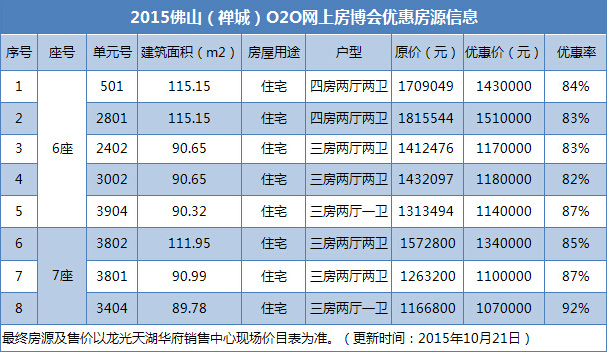 2015佛山（禅城）O2O网上房博会优惠房源信息
序号 座号 单元号 建筑面积（m2） 房屋用途 户型 原价（元） 优惠价（元） 优惠率
1 6座 501 115.15 住宅 四房两厅两卫 1709049 1430000 84%
2 2801 115.15 住宅 四房两厅两卫 1815544 1510000 83%
3 2402 90.65 住宅 三房两厅两卫 1412476 1170000 83%
4 3002 90.65 住宅 三房两厅两卫 1432097 1180000 82%
5 3904 90.32 住宅 三房两厅一卫 1313494 1140000 87%
6 7座 3802 111.95 住宅 三房两厅两卫 1572800 1340000 85%
7 3801 90.99 住宅 三房两厅两卫 1263200 1100000 87%
8 3404 89.78 住宅 三房两厅一卫 1166800 1070000 92%
最终房源及售价以龙光天湖华府销售中心现场价目表为准。（更新时间：2015年10月21日）